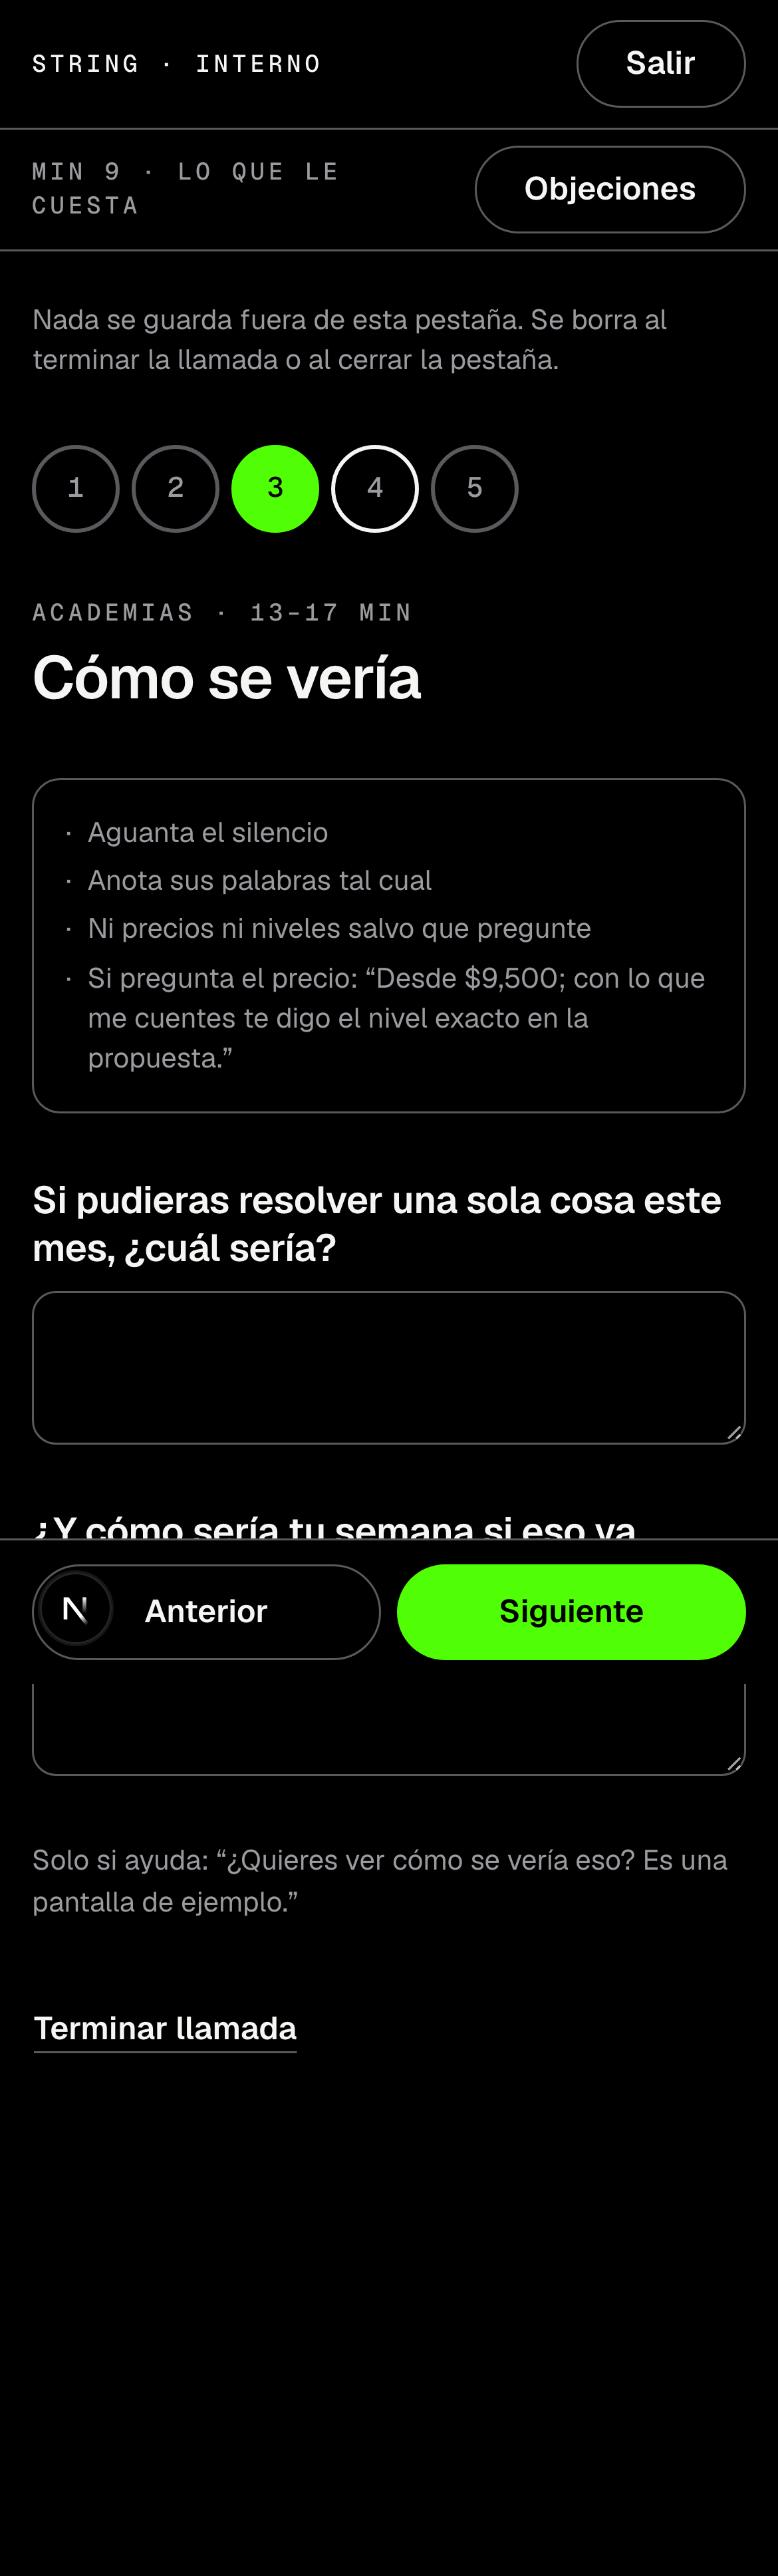 STRING · INTERNO
Salir
MIN 9 · LO QUE LE
CUESTA
Objeciones
Nada se guarda fuera de esta pestaña. Se borra al
terminar la llamada o al cerrar la pestaña.
1 2 3 4 5
ACADEMIAS · 13–17 MIN
Cómo se vería
· Aguanta el silencio
· Anota sus palabras tal cual
· Ni precios ni niveles salvo que pregunte
· Si pregunta el precio: “Desde $9,500; con lo que
me cuentes te digo el nivel exacto en la
propuesta.”
Si pudieras resolver una sola cosa este
mes, ¿cuál sería?
¿Y cómo sería tu semana si eso ya
N
Anterior
Siguiente
Solo si ayuda: “¿Quieres ver cómo se vería eso? Es una
pantalla de ejemplo.”
Terminar llamada